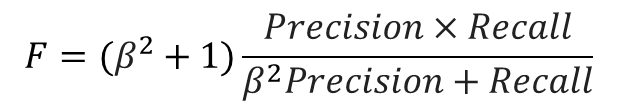 F = (β² + 1) Precision × Recall / β²Precision + Recall